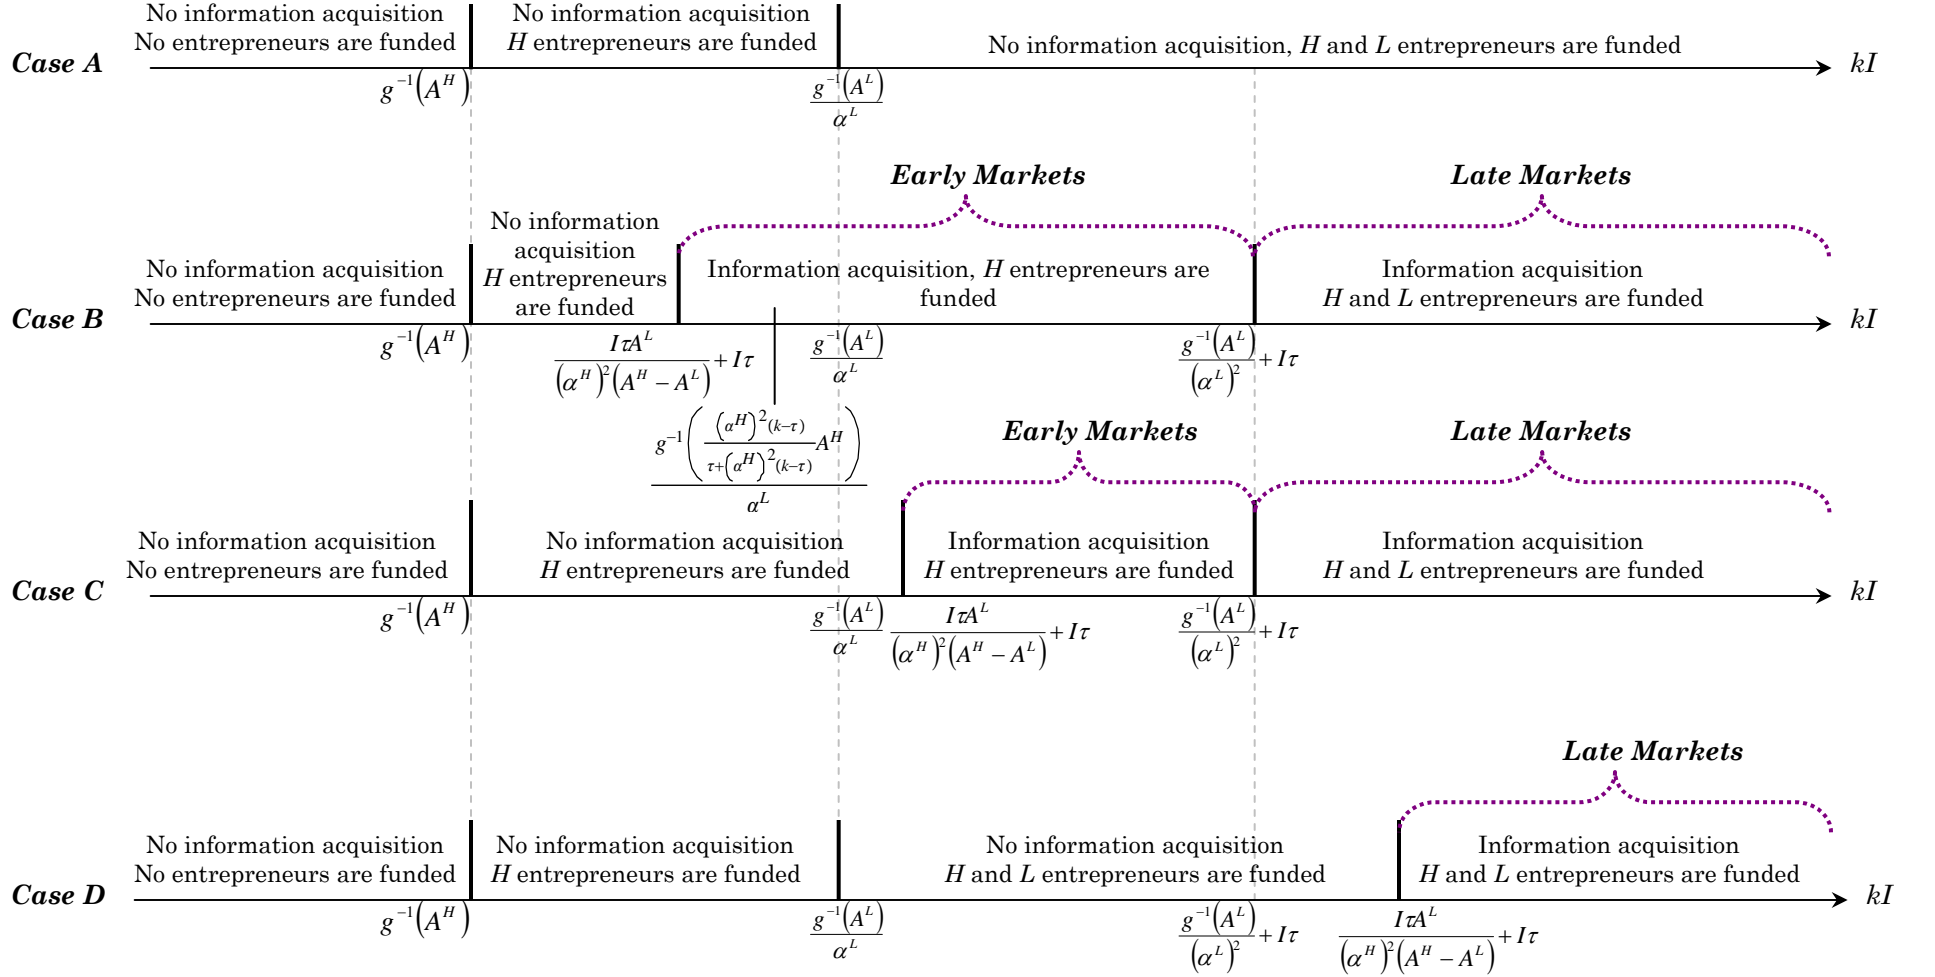 No information acquisition
No entrepreneurs are funded
No information acquisition
H entrepreneurs are funded
No information acquisition, H and L entrepreneurs are funded
Case A
kI
g⁻¹(A^H)
g⁻¹(A^L)
α^L
Early Markets
Late Markets
No information acquisition
No entrepreneurs are funded
No information
acquisition
H entrepreneurs
are funded
Information acquisition, H entrepreneurs are
funded
Information acquisition
H and L entrepreneurs are funded
Case B
kI
g⁻¹(A^H)
IτA^L
(α^H)²(A^H − A^L) + Iτ
g⁻¹(A^L)
α^L
g⁻¹(A^L)
(α^L)² + Iτ
(α^H)²(k−τ)
g⁻¹( A^H )
τ+(α^H)²(k−τ)
α^L
Early Markets
Late Markets
No information acquisition
No entrepreneurs are funded
No information acquisition
H entrepreneurs are funded
Information acquisition
H entrepreneurs are funded
Information acquisition
H and L entrepreneurs are funded
Case C
kI
g⁻¹(A^H)
g⁻¹(A^L)
α^L
IτA^L
(α^H)²(A^H − A^L) + Iτ
g⁻¹(A^L)
(α^L)² + Iτ
Late Markets
No information acquisition
No entrepreneurs are funded
No information acquisition
H entrepreneurs are funded
No information acquisition
H and L entrepreneurs are funded
Information acquisition
H and L entrepreneurs are funded
Case D
kI
g⁻¹(A^H)
g⁻¹(A^L)
α^L
g⁻¹(A^L)
(α^L)² + Iτ
IτA^L
(α^H)²(A^H − A^L) + Iτ